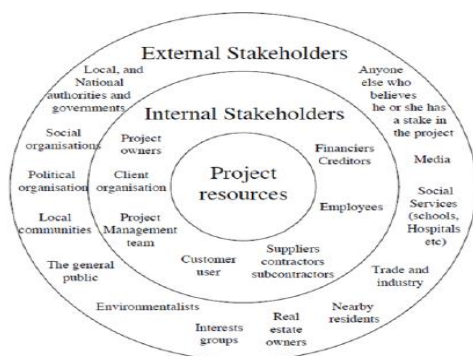 External Stakeholders
Local, and
National
authorities and
governments
Anyone
else who
believes
he or she has
a stake in
the project
Internal Stakeholders
Social
organisations
Project
owners
Financiers
Creditors
Media
Project
resources
Political
organisation
Client
organisation
Social
Services
(schools,
Hospitals
etc)
Employees
Local
communities
Project
Management
team
Customer
user
Suppliers
contractors
subcontractors
The general
public
Trade and
industry
Environmentalists
Interests
groups
Real
estate
owners
Nearby
residents